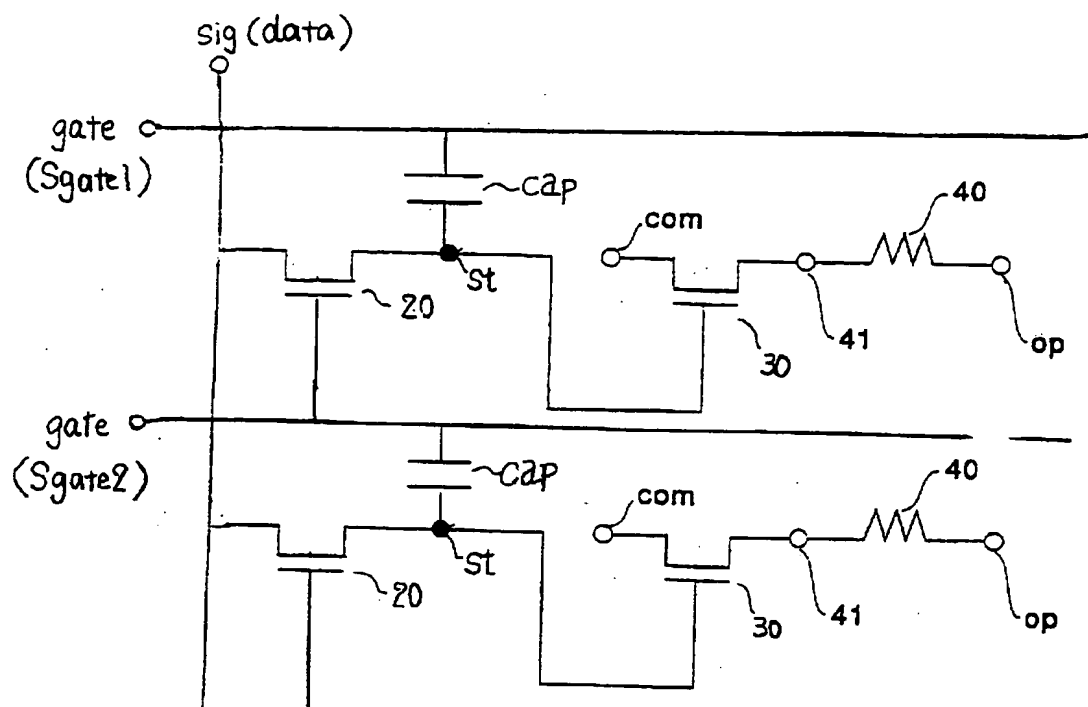 sig (data)
gate
(Sgate1)
cap
com
40
st
20
30
41
op
gate
(Sgate2)
cap
com
40
st
20
30
41
op